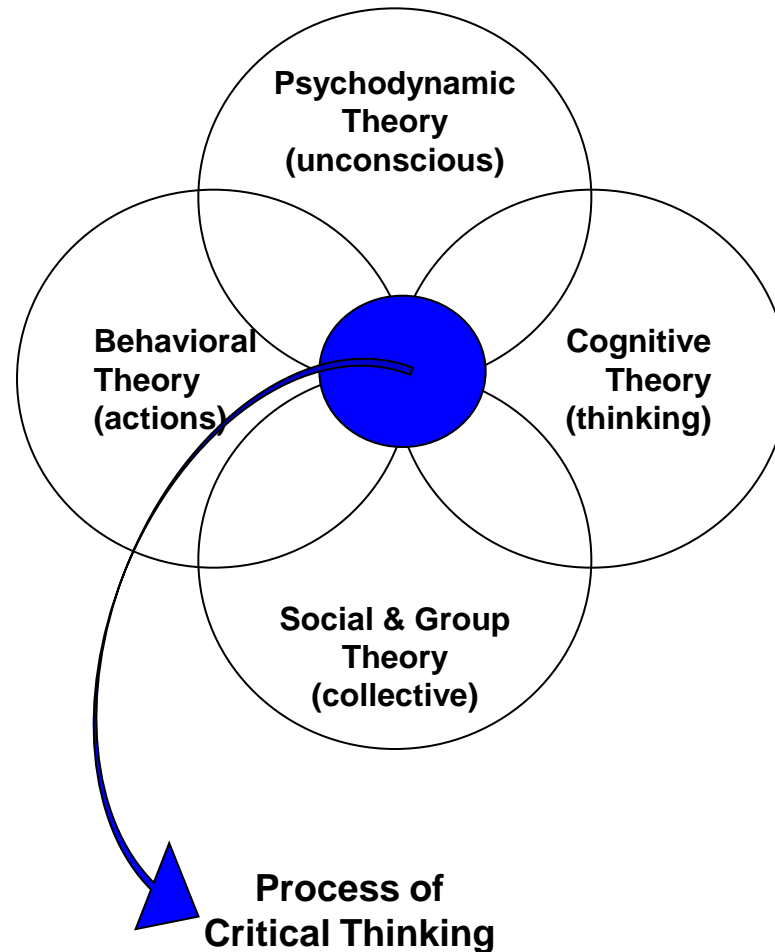 Psychodynamic
Theory
(unconscious)
Behavioral
Theory
(actions)
Cognitive
Theory
(thinking)
Social & Group
Theory
(collective)
Process of
Critical Thinking